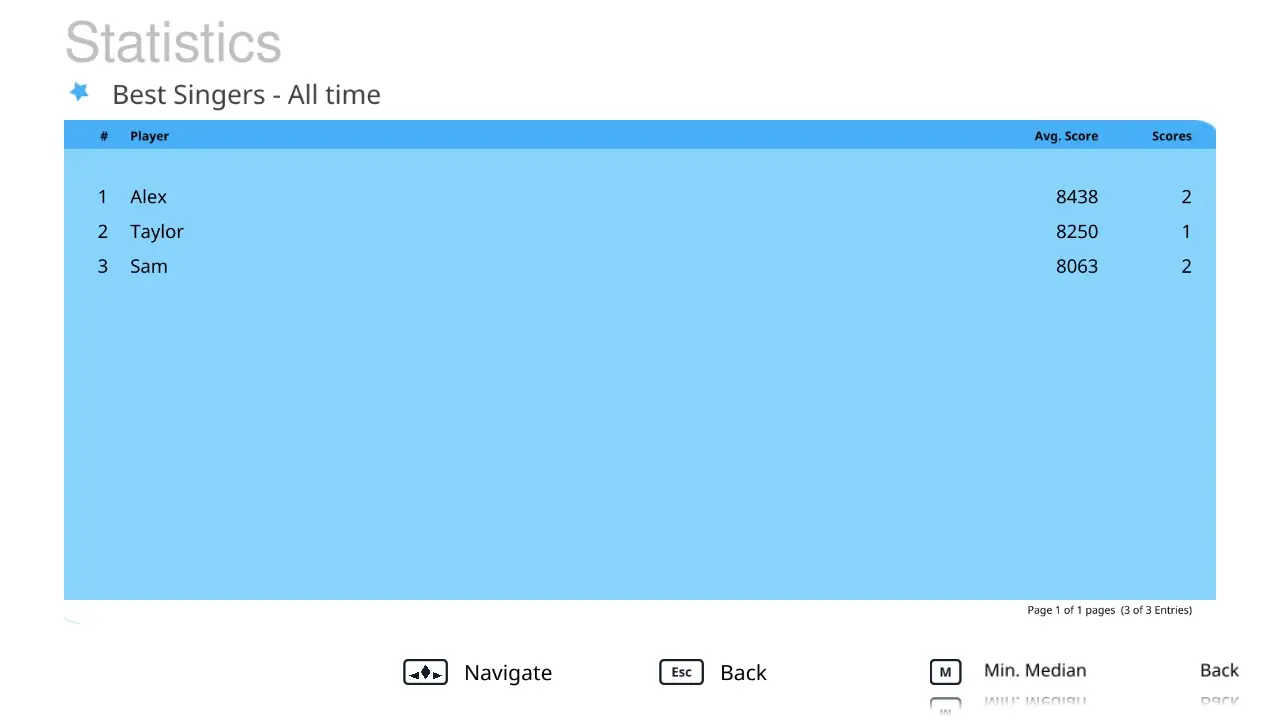 Statistics
Best Singers - All time
# Player Avg. Score Scores
1 Alex 8438 2
2 Taylor 8250 1
3 Sam 8063 2
Page 1 of 1 pages (3 of 3 Entries)
Navigate Esc Back M Min. Median Back